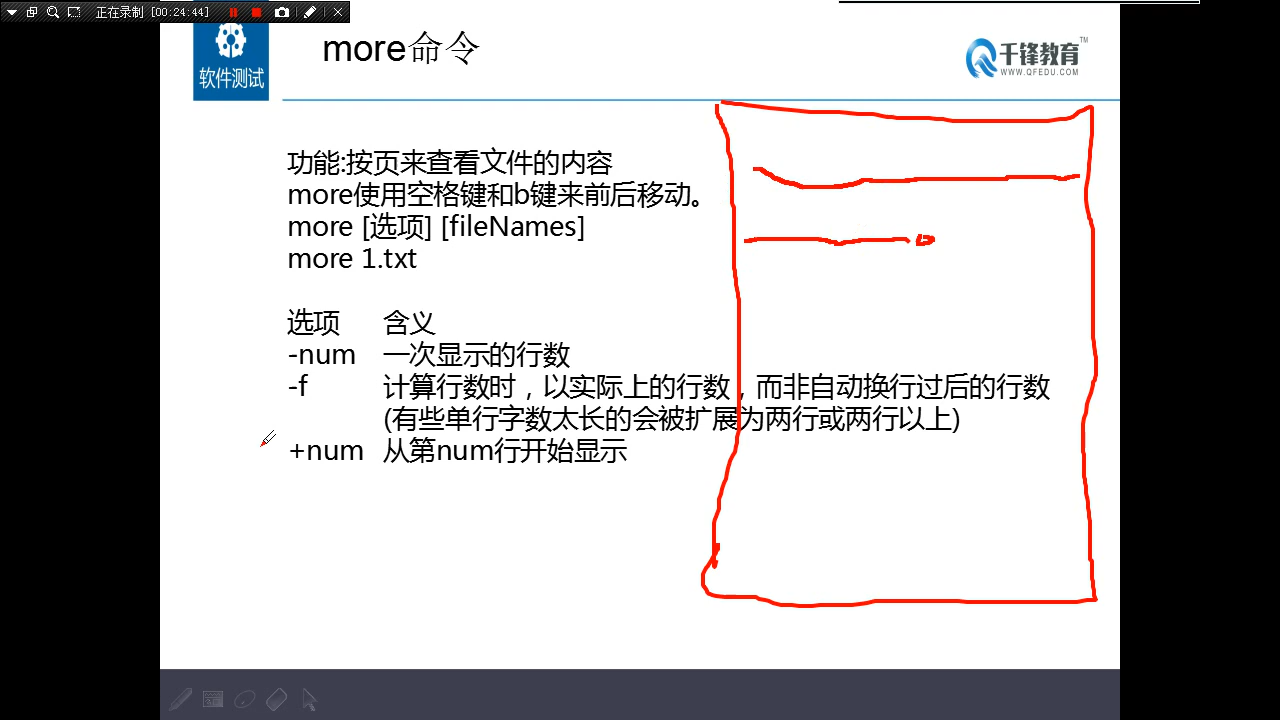 正在录制 [00:24:44]
软件测试
more命令
千锋教育 TM
WWW.QFEDU.COM
功能:按页来查看文件的内容
more使用空格键和b键来前后移动。
more [选项] [fileNames]
more 1.txt
选项 含义
-num 一次显示的行数
-f 计算行数时，以实际上的行数，而非自动换行过后的行数
(有些单行字数太长的会被扩展为两行或两行以上)
+num 从第num行开始显示